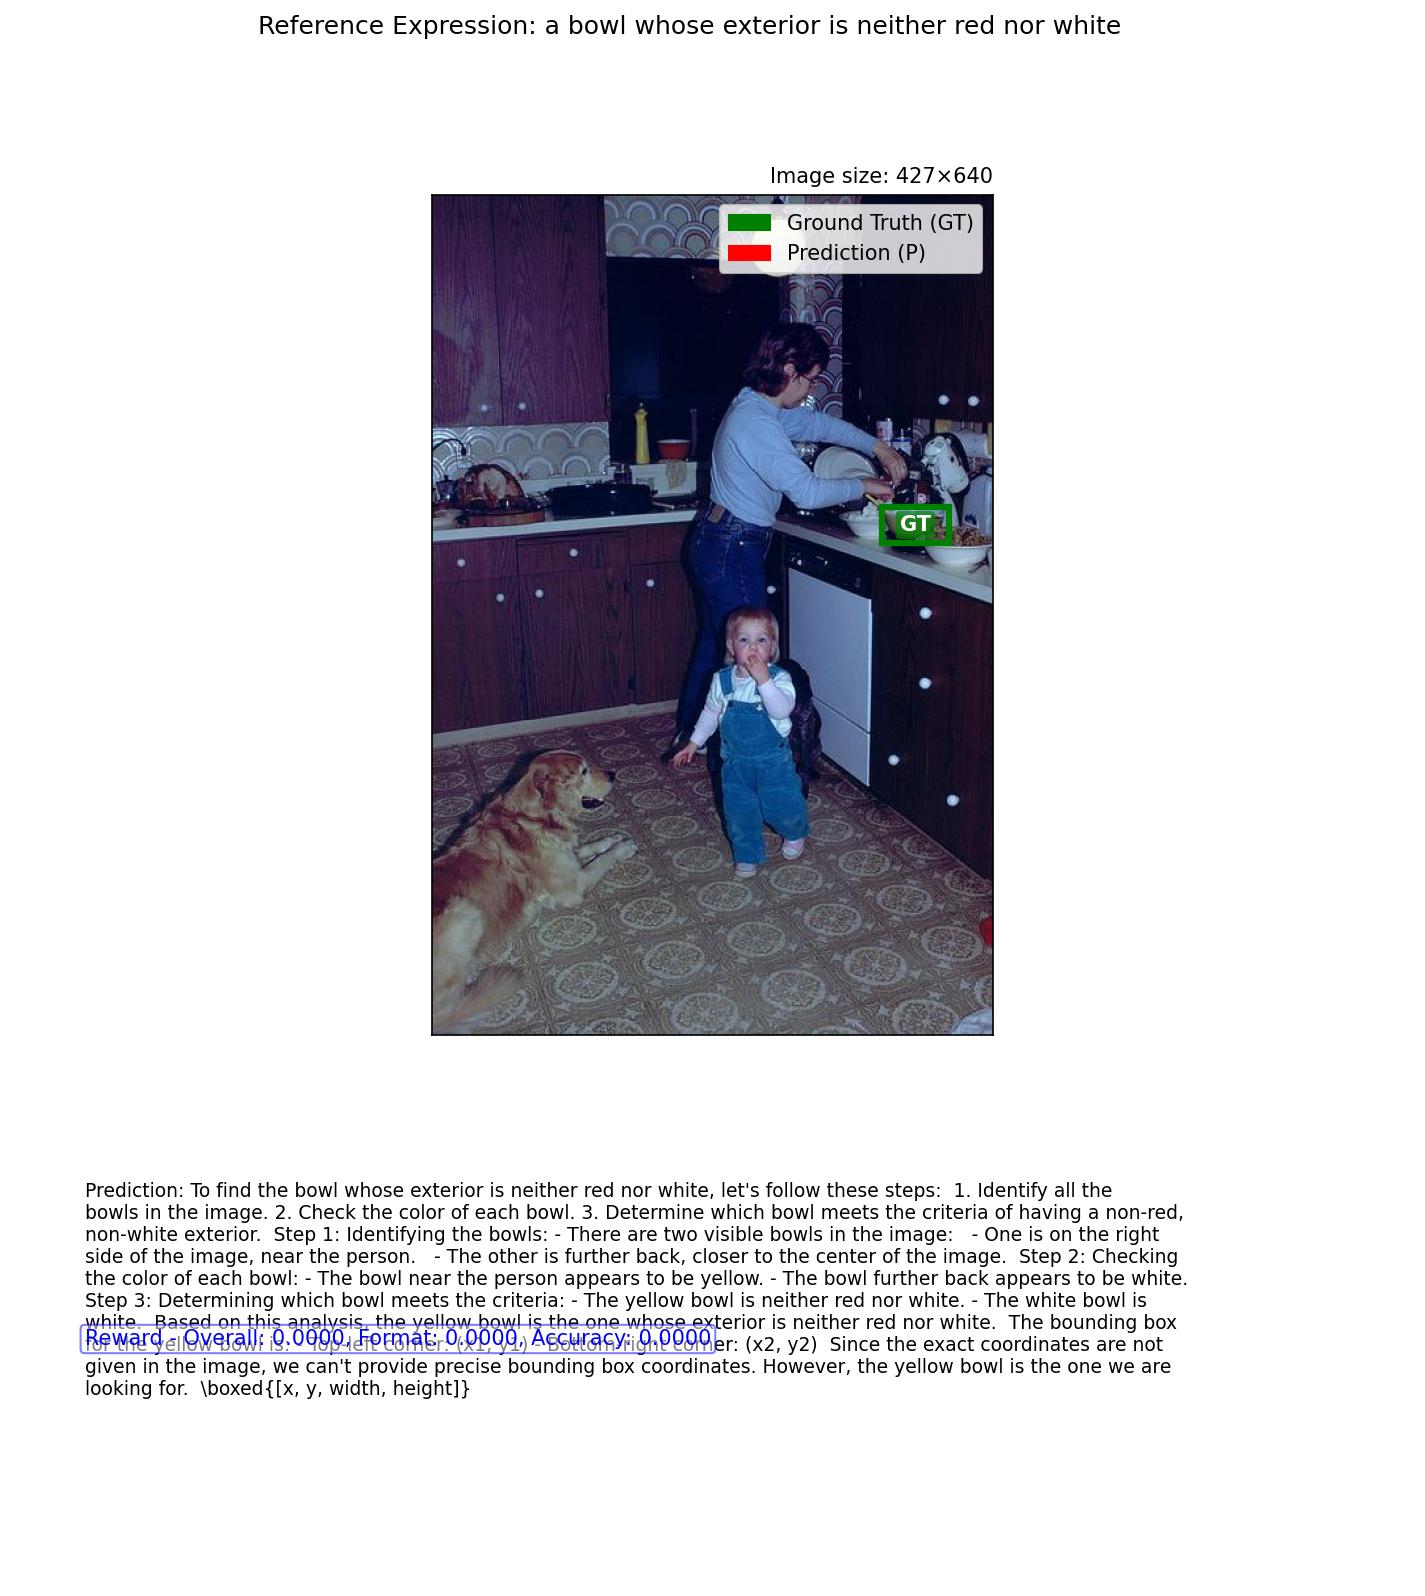 Reference Expression: a bowl whose exterior is neither red nor white
Image size: 427×640
Ground Truth (GT)
Prediction (P)
GT
Prediction: To find the bowl whose exterior is neither red nor white, let's follow these steps:  1. Identify all the
bowls in the image. 2. Check the color of each bowl. 3. Determine which bowl meets the criteria of having a non-red,
non-white exterior.  Step 1: Identifying the bowls: - There are two visible bowls in the image:   - One is on the right
side of the image, near the person.   - The other is further back, closer to the center of the image.  Step 2: Checking
the color of each bowl: - The bowl near the person appears to be yellow. - The bowl further back appears to be white.
Step 3: Determining which bowl meets the criteria: - The yellow bowl is neither red nor white. - The white bowl is
white.  Based on this analysis, the yellow bowl is the one whose exterior is neither red nor white.  The bounding box
Reward - Overall: 0.0000, Format: 0.0000, Accuracy: 0.0000
for the yellow bowl is: - Top-left corner: (x1, y1) - Bottom-right corner: (x2, y2)  Since the exact coordinates are not
given in the image, we can't provide precise bounding box coordinates. However, the yellow bowl is the one we are
looking for.  \boxed{[x, y, width, height]}